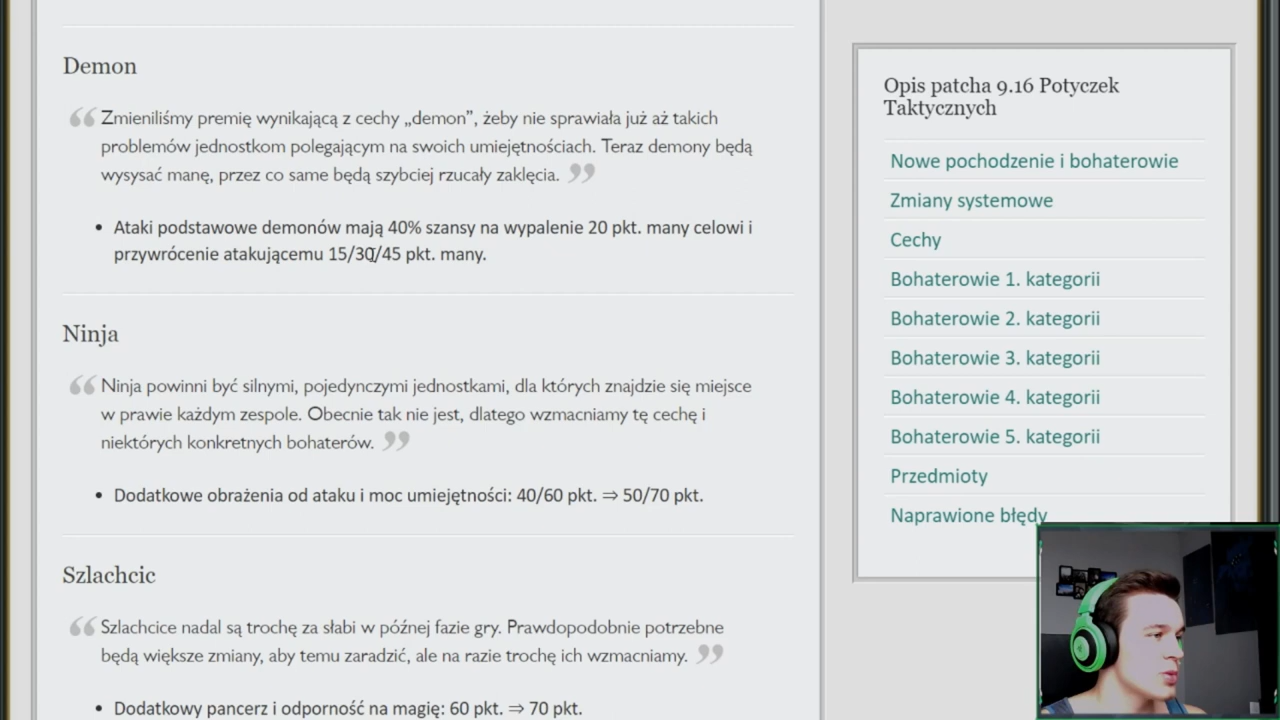 Demon
Zmieniliśmy premię wynikającą z cechy „demon”, żeby nie sprawiała już aż takich
problemów jednostkom polegającym na swoich umiejętnościach. Teraz demony będą
wysysać manę, przez co same będą szybciej rzucały zaklęcia.
Ataki podstawowe demonów mają 40% szansy na wypalenie 20 pkt. many celowi i
przywrócenie atakującemu 15/30/45 pkt. many.
Ninja
Ninja powinni być silnymi, pojedynczymi jednostkami, dla których znajdzie się miejsce
w prawie każdym zespole. Obecnie tak nie jest, dlatego wzmacniamy tę cechę i
niektórych konkretnych bohaterów.
Dodatkowe obrażenia od ataku i moc umiejętności: 40/60 pkt. ⇒ 50/70 pkt.
Szlachcic
Szlachcice nadal są trochę za słabi w późnej fazie gry. Prawdopodobnie potrzebne
będą większe zmiany, aby temu zaradzić, ale na razie trochę ich wzmacniamy.
Dodatkowy pancerz i odporność na magię: 60 pkt. ⇒ 70 pkt.
Opis patcha 9.16 Potyczek
Taktycznych
Nowe pochodzenie i bohaterowie
Zmiany systemowe
Cechy
Bohaterowie 1. kategorii
Bohaterowie 2. kategorii
Bohaterowie 3. kategorii
Bohaterowie 4. kategorii
Bohaterowie 5. kategorii
Przedmioty
Naprawione błędy